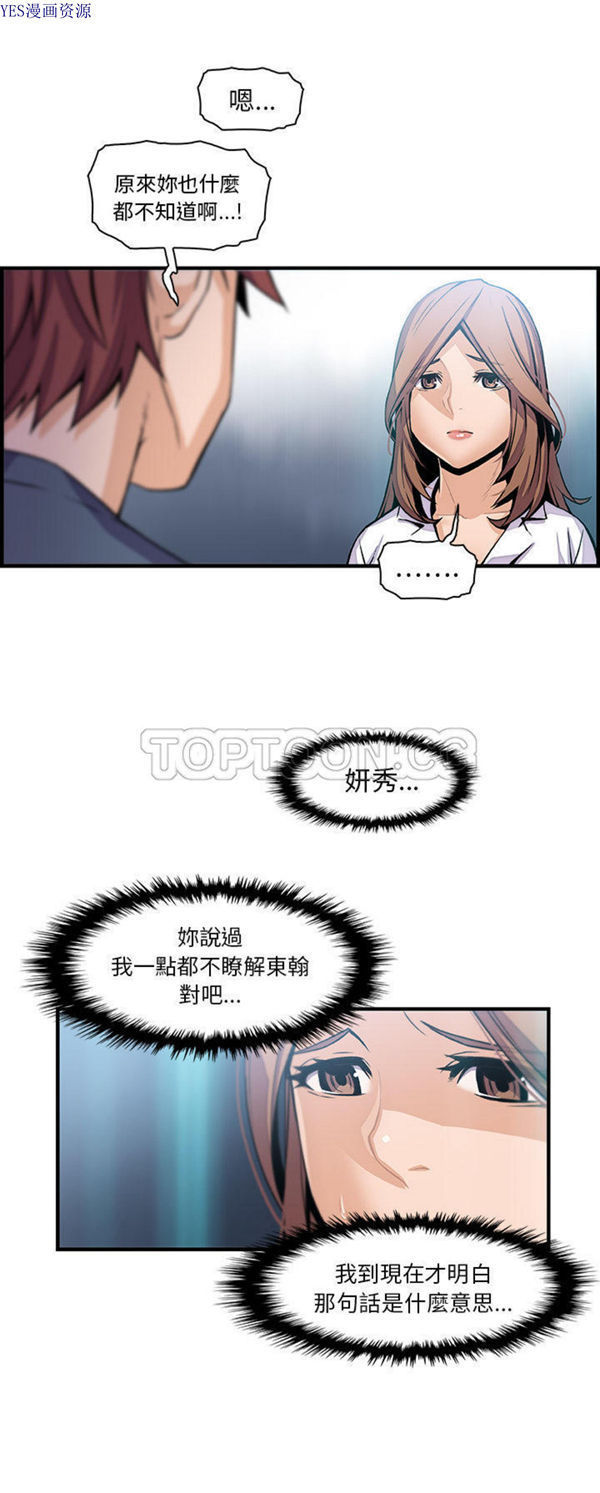 YES漫画资源
嗯...
原來妳也什麼
都不知道啊...!
.......
TOPTOON.CC
妍秀...
妳說過
我一點都不瞭解東翰
對吧...
我到現在才明白
那句話是什麼意思...